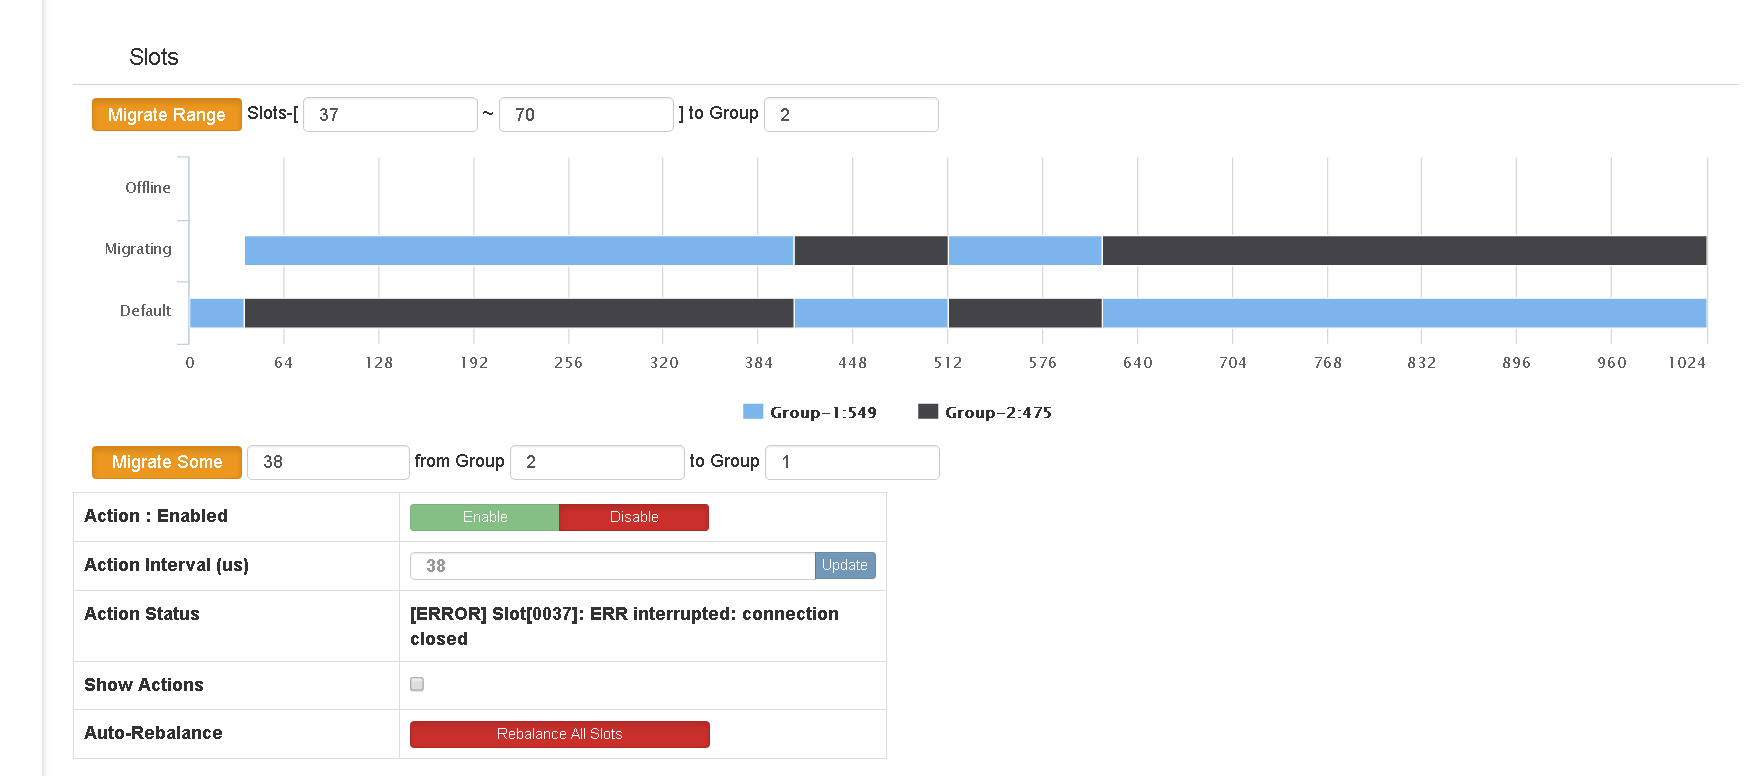 Slots
Migrate Range Slots-[ 37 ~ 70 ] to Group 2
Offline
Migrating
Default
0 64 128 192 256 320 384 448 512 576 640 704 768 832 896 960 1024
Group-1:549 Group-2:475
Migrate Some 38 from Group 2 to Group 1
Action : Enabled Enable Disable
Action Interval (us) 38 Update
Action Status [ERROR] Slot[0037]: ERR interrupted: connection
closed
Show Actions
Auto-Rebalance Rebalance All Slots